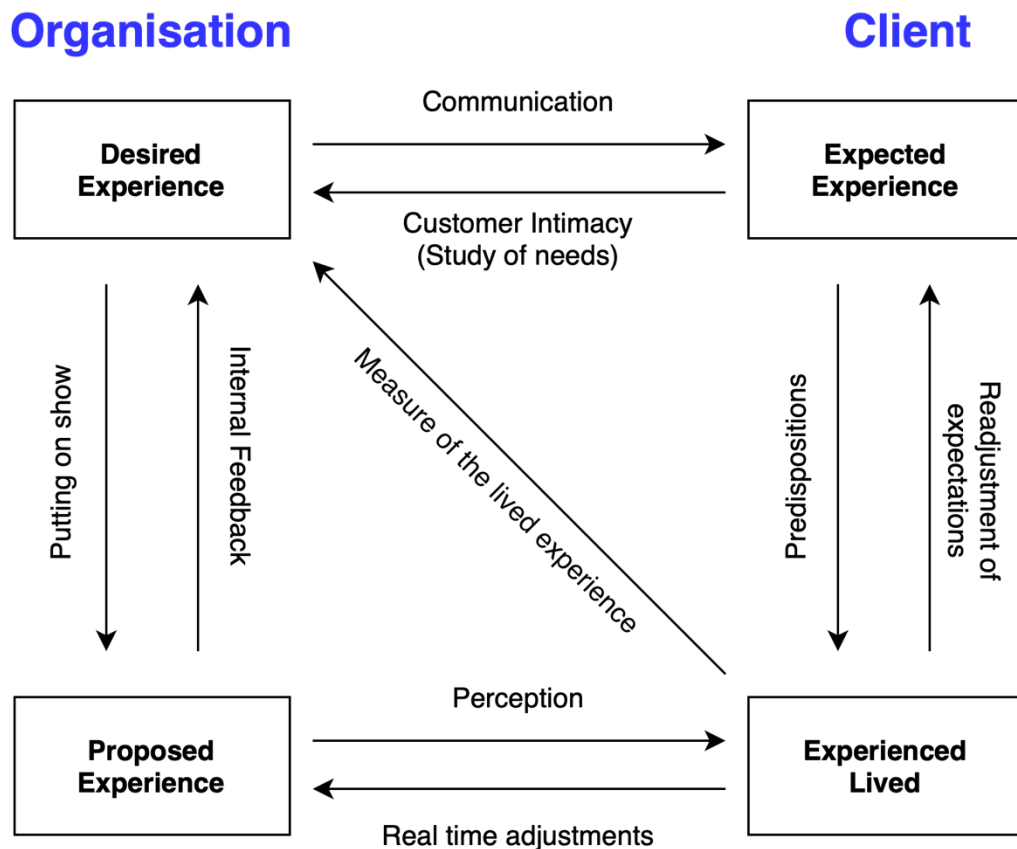 Organisation
Client
Communication
Desired
Experience
Expected
Experience
Customer Intimacy
(Study of needs)
Putting on show
Internal Feedback
Measure of the lived experience
Predispositions
Readjustment of
expectations
Perception
Proposed
Experience
Experienced
Lived
Real time adjustments